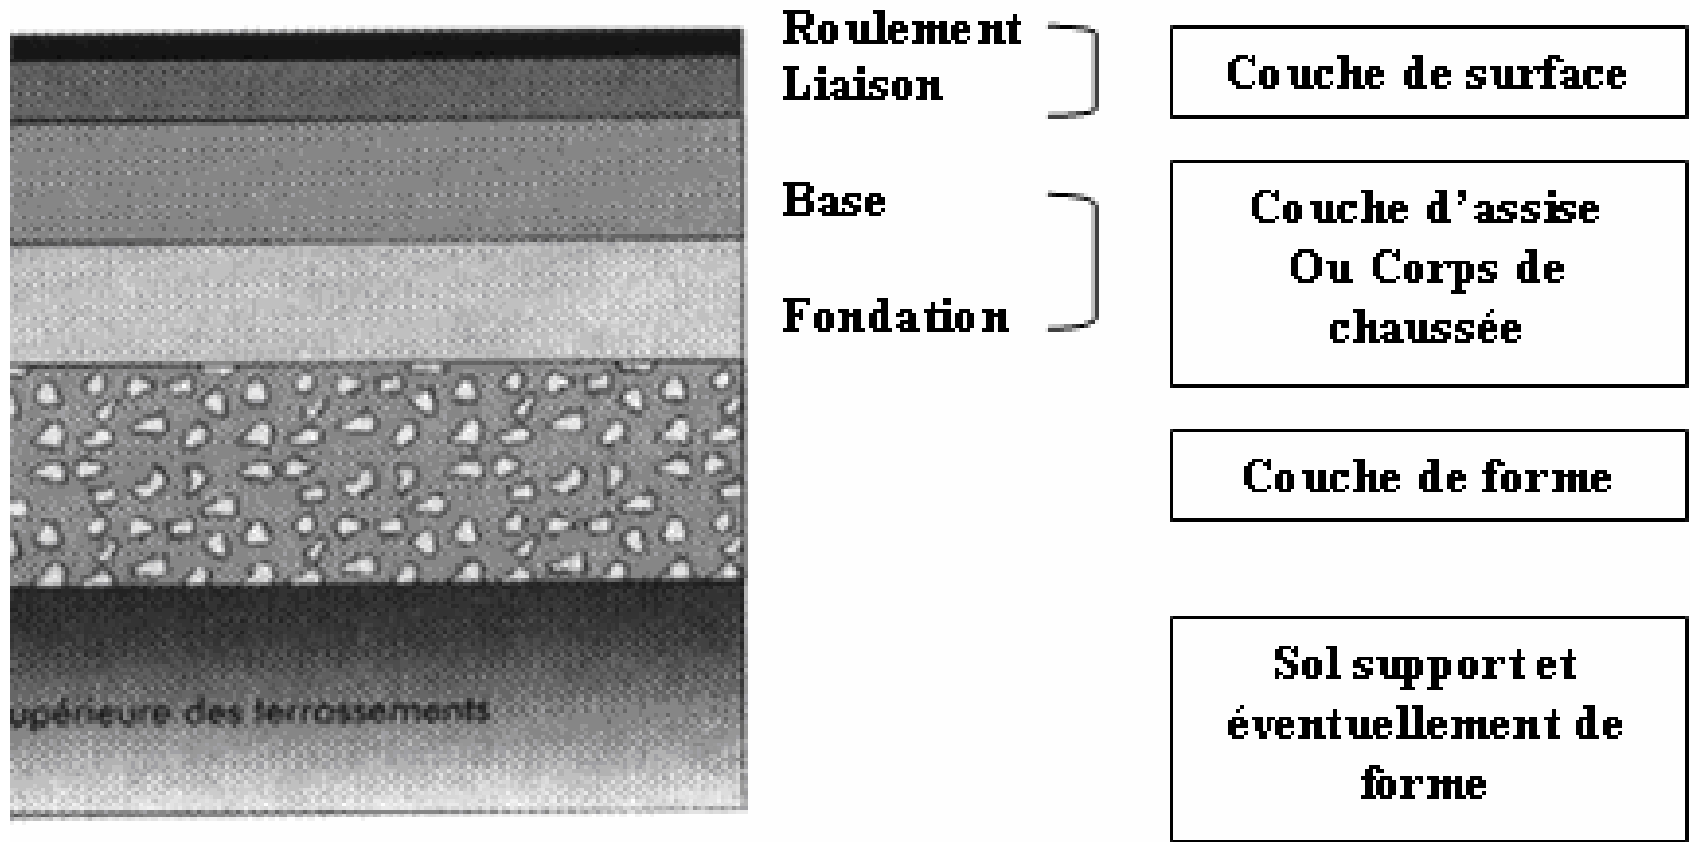 Roulement
Liaison
Couche de surface
Base
Fondation
Couche d'assise
Ou Corps de
chaussée
Couche de forme
Sol support et
éventuellement de
forme
upérieure des terrassements